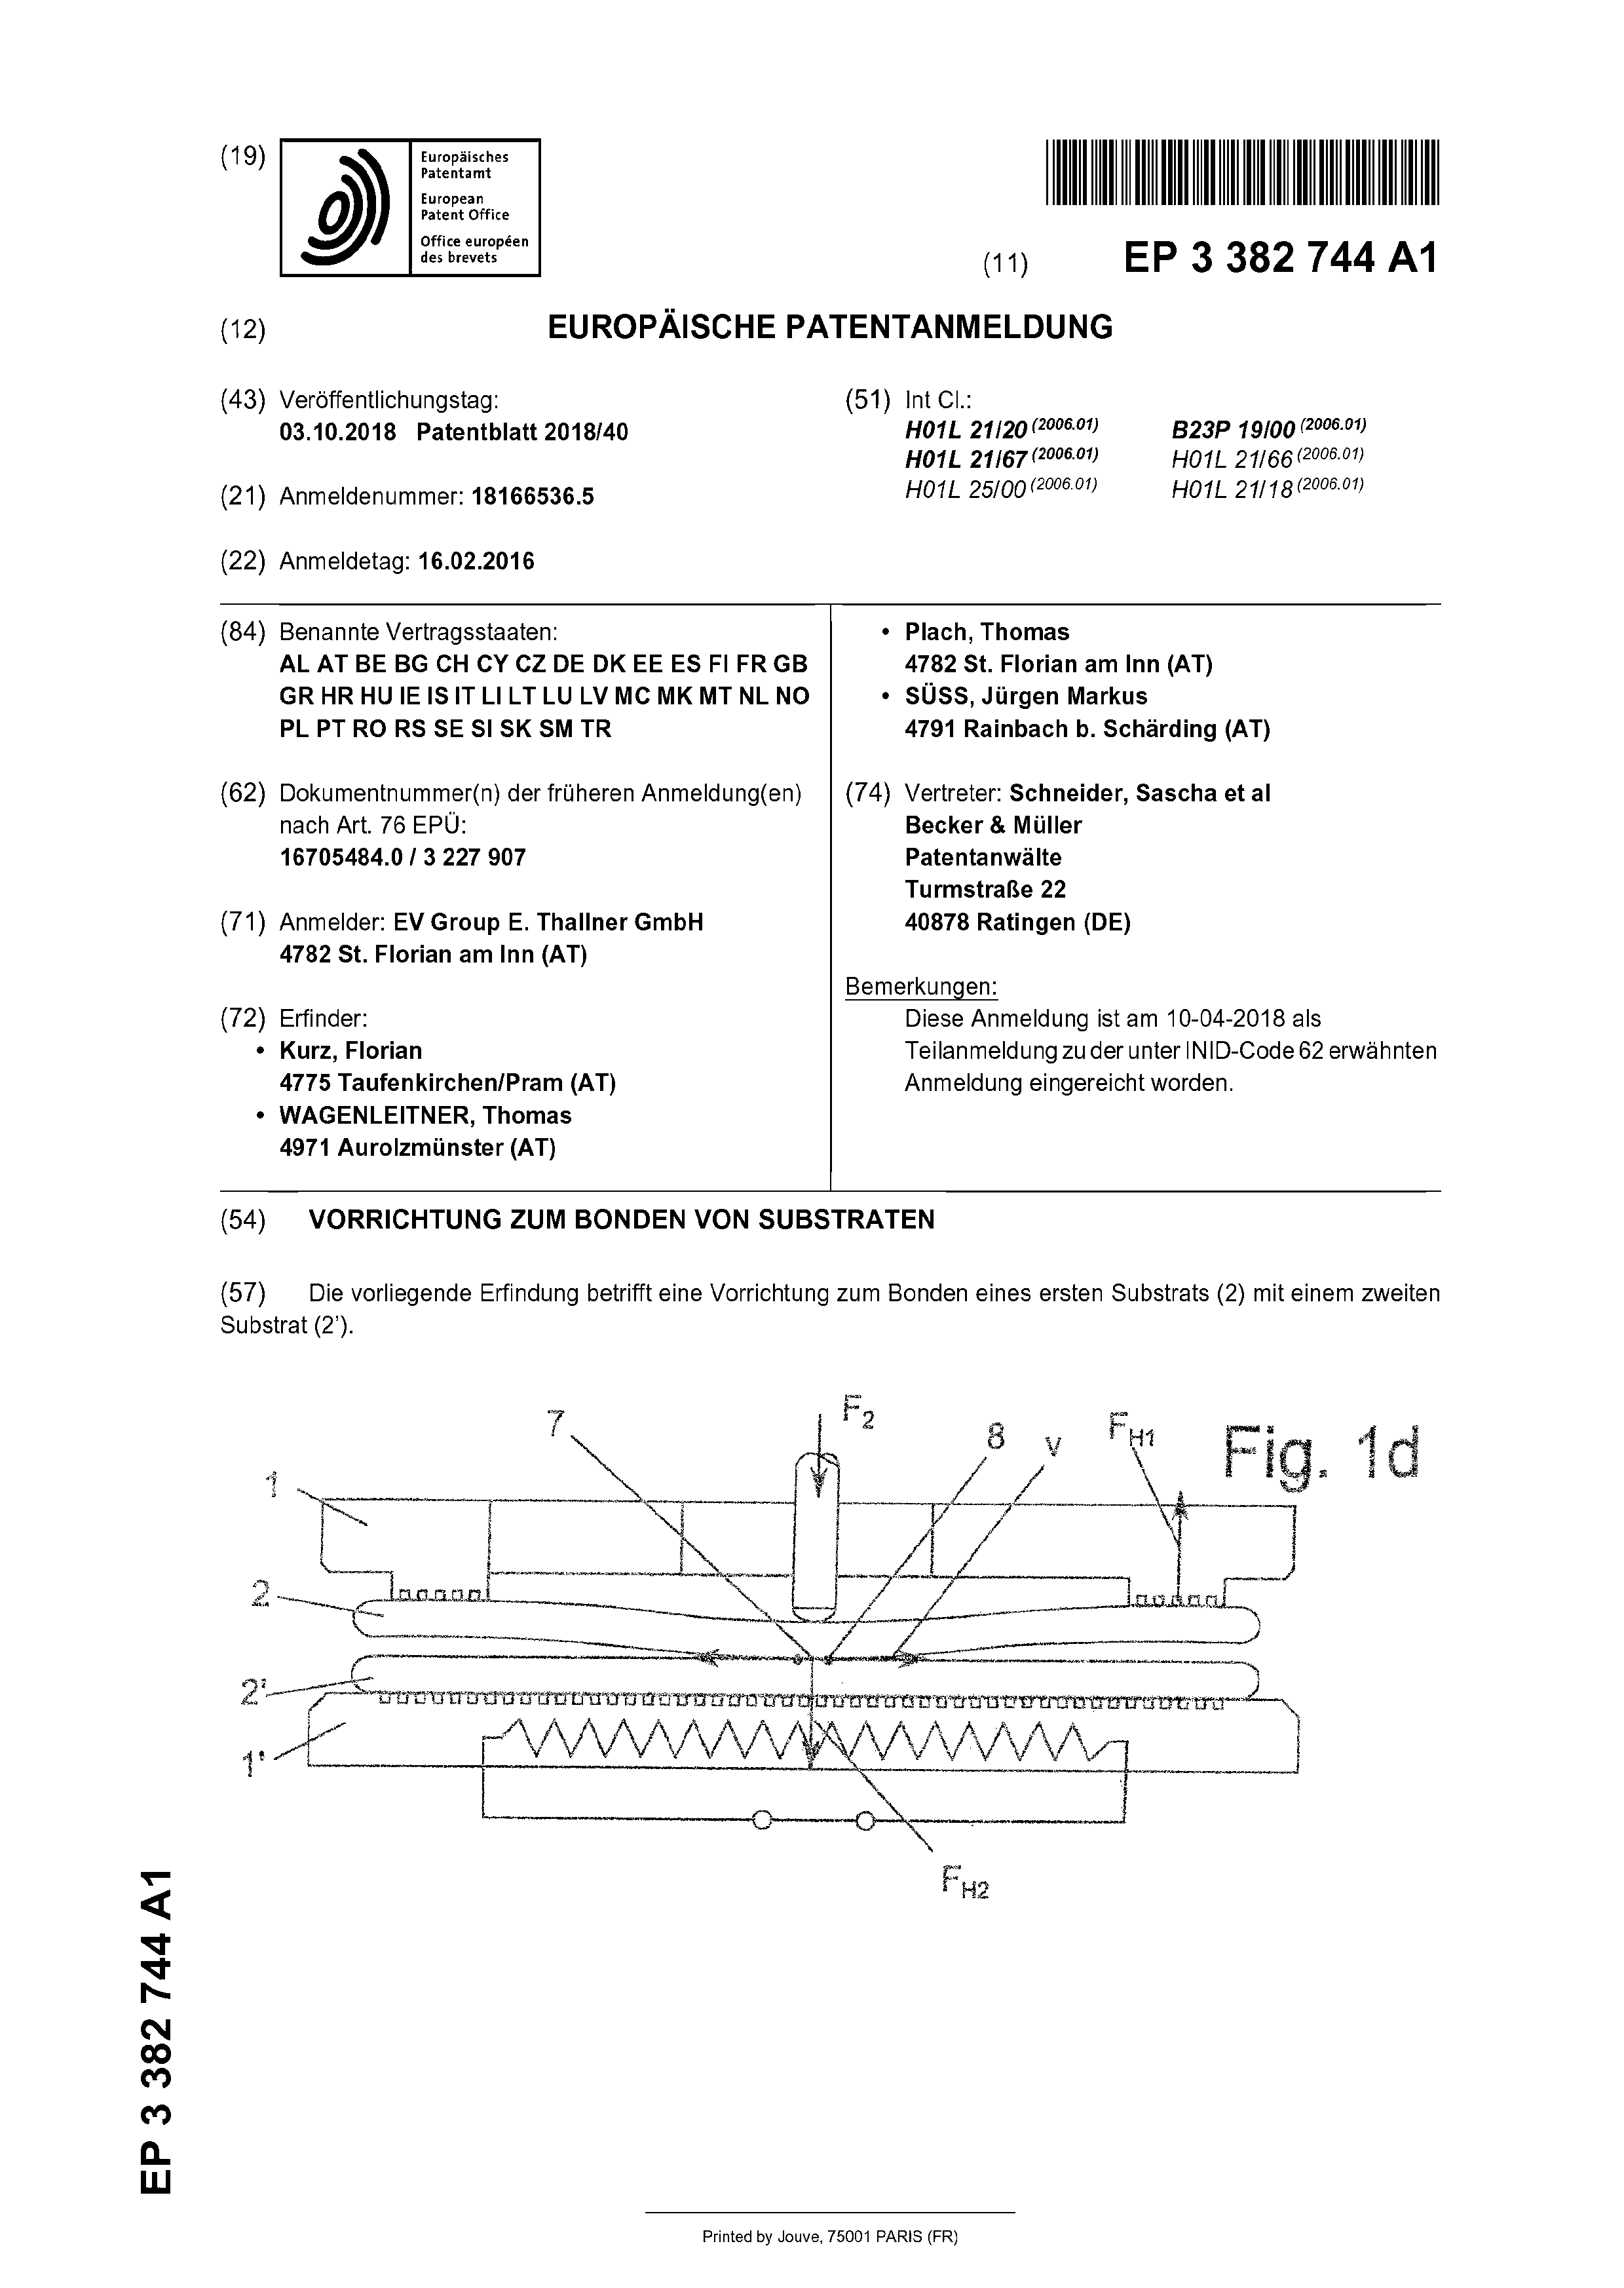 (19)
Europäisches
Patentamt
European
Patent Office
Office européen
des brevets
(11) EP 3 382 744 A1
(12) EUROPÄISCHE PATENTANMELDUNG
(43) Veröffentlichungstag:
03.10.2018 Patentblatt 2018/40
(21) Anmeldenummer: 18166536.5
(22) Anmeldetag: 16.02.2016
(51) Int Cl.:
H01L 21/20 (2006.01) B23P 19/00 (2006.01)
H01L 21/67 (2006.01) H01L 21/66 (2006.01)
H01L 25/00 (2006.01) H01L 21/18 (2006.01)
(84) Benannte Vertragsstaaten:
AL AT BE BG CH CY CZ DE DK EE ES FI FR GB
GR HR HU IE IS IT LI LT LU LV MC MK MT NL NO
PL PT RO RS SE SI SK SM TR
(62) Dokumentnummer(n) der früheren Anmeldung(en)
nach Art. 76 EPÜ:
16705484.0 / 3 227 907
(71) Anmelder: EV Group E. Thallner GmbH
4782 St. Florian am Inn (AT)
(72) Erfinder:
• Kurz, Florian
4775 Taufenkirchen/Pram (AT)
• WAGENLEITNER, Thomas
4971 Aurolzmünster (AT)
• Plach, Thomas
4782 St. Florian am Inn (AT)
• SÜSS, Jürgen Markus
4791 Rainbach b. Schärding (AT)
(74) Vertreter: Schneider, Sascha et al
Becker & Müller
Patentanwälte
Turmstraße 22
40878 Ratingen (DE)
Bemerkungen:
Diese Anmeldung ist am 10-04-2018 als
Teilanmeldung zu der unter INID-Code 62 erwähnten
Anmeldung eingereicht worden.
(54) VORRICHTUNG ZUM BONDEN VON SUBSTRATEN
(57) Die vorliegende Erfindung betrifft eine Vorrichtung zum Bonden eines ersten Substrats (2) mit einem zweiten
Substrat (2').
7 F2 8 v FH1 Fig. 1d
1
2
2'
1'
FH2
EP 3 382 744 A1
Printed by Jouve, 75001 PARIS (FR)